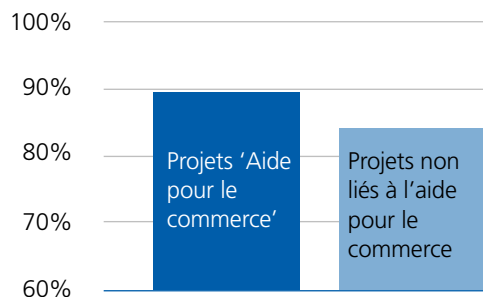 100%
90%
80%
70%
60%
Projets ‘Aide
pour le
commerce’
Projets non
liés à l’aide
pour le
commerce